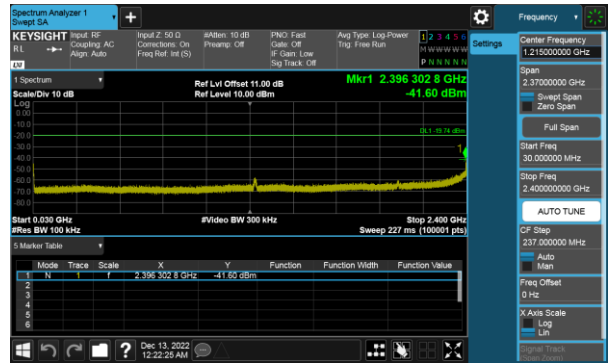 Spectrum Analyzer 1
Swept SA
+
Frequency
KEYSIGHT
Input: RF
Input Z: 50 Ω
#Atten: 10 dB
PNO: Fast
Avg Type: Log-Power
1 2 3 4 5 6
RL
Coupling: AC
Corrections: On
Preamp: Off
Gate: Off
Trig: Free Run
M W W W W W
Align: Auto
Freq Ref: Int (S)
IF Gain: Low
P N N N N N
Sig Track: Off
LXI
1 Spectrum
Scale/Div 10 dB
Ref Lvl Offset 11.00 dB
Ref Level 10.00 dBm
Mkr1 2.396 302 8 GHz
-41.60 dBm
Log
0.00
-10.0
DL1 -19.74 dBm
-20.0
-30.0
1
-40.0
-50.0
-60.0
-70.0
-80.0
Start 0.030 GHz
#Video BW 300 kHz
Stop 2.400 GHz
#Res BW 100 kHz
Sweep 227 ms (100001 pts)
5 Marker Table
Mode Trace Scale X Y Function Function Width Function Value
1 N 1 f 2.396 302 8 GHz -41.60 dBm
2
3
4
5
6
Dec 13, 2022
12:22:25 AM
Settings
Center Frequency
1.215000000 GHz
Span
2.37000000 GHz
Swept Span
Zero Span
Full Span
Start Freq
30.000000 MHz
Stop Freq
2.400000000 GHz
AUTO TUNE
CF Step
237.000000 MHz
Auto
Man
Freq Offset
0 Hz
X Axis Scale
Log
Lin
Signal Track
(Span Zoom)